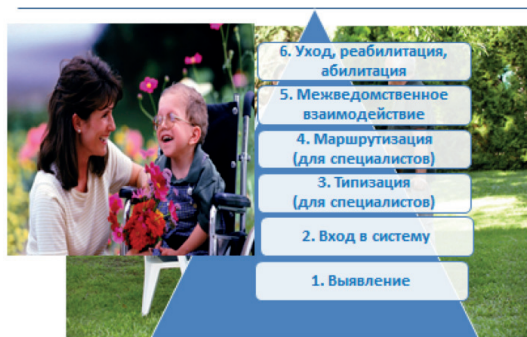 6. Уход, реабилитация,
абилитация
5. Межведомственное
взаимодействие
4. Маршрутизация
(для специалистов)
3. Типизация
(для специалистов)
2. Вход в систему
1. Выявление